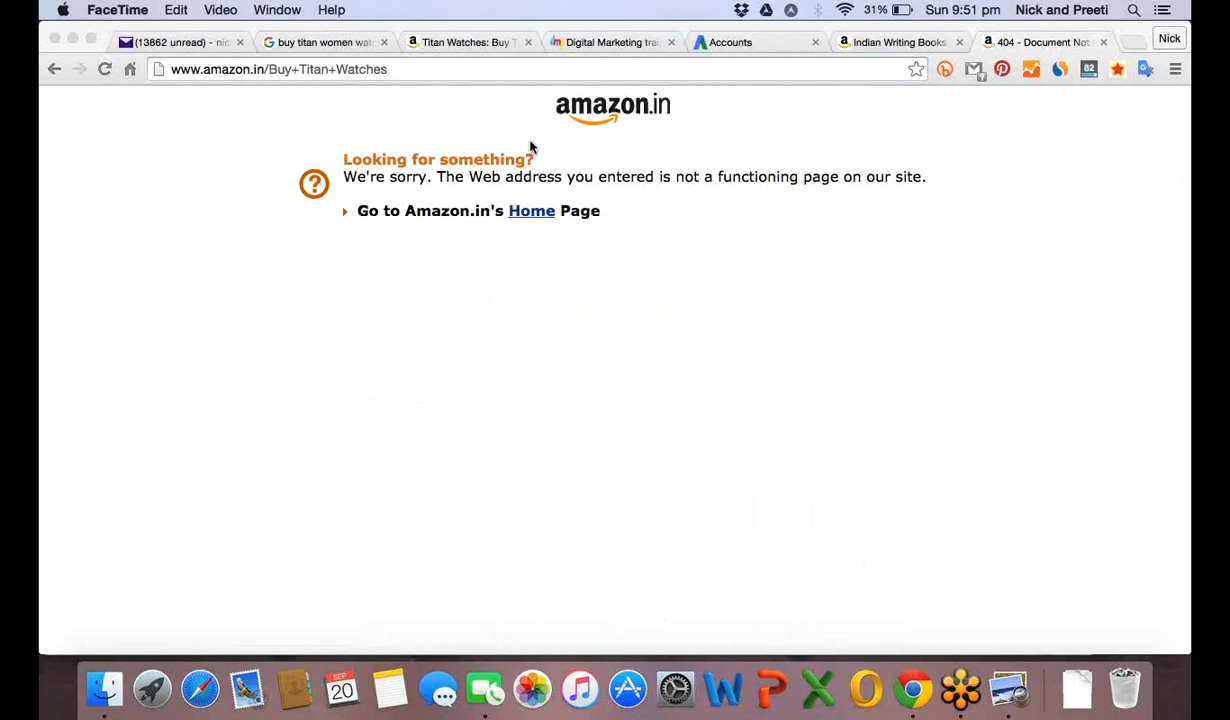 FaceTime Edit Video Window Help 31% Sun 9:51 pm Nick and Preeti
(13862 unread) - nic buy titan women wat Titan Watches: Buy T Digital Marketing trai Accounts Indian Writing Books 404 - Document Not Nick
www.amazon.in/Buy+Titan+Watches 82
amazon.in
Looking for something?
We're sorry. The Web address you entered is not a functioning page on our site.
Go to Amazon.in's Home Page
SEP
20